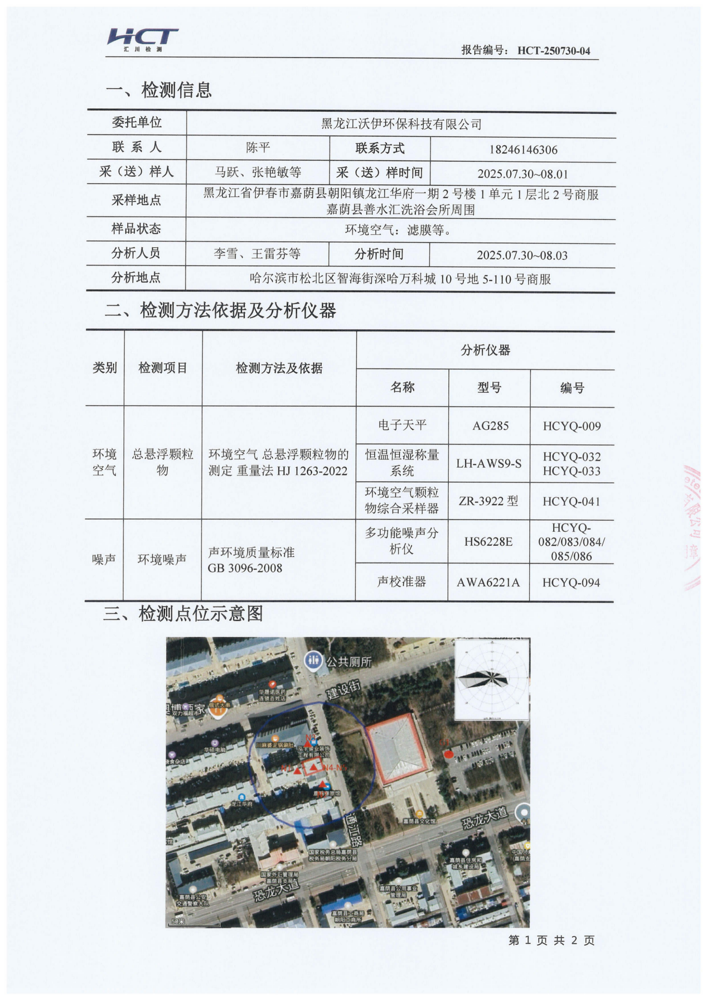 HCT
汇川检测
报告编号： HCT-250730-04
一、检测信息
委托单位 黑龙江沃伊环保科技有限公司
联 系 人 陈平 联系方式 18246146306
采（送）样人 马跃、张艳敏等 采（送）样时间 2025.07.30~08.01
采样地点 黑龙江省伊春市嘉荫县朝阳镇龙江华府一期 2 号楼 1 单元 1 层北 2 号商服
嘉荫县善水汇洗浴会所周围
样品状态 环境空气：滤膜等。
分析人员 李雪、王雷芬等 分析时间 2025.07.30~08.03
分析地点 哈尔滨市松北区智海街深哈万科城 10 号地 5-110 号商服
二、检测方法依据及分析仪器
类别 检测项目 检测方法及依据 分析仪器
名称 型号 编号
环境
空气
总悬浮颗粒
物
环境空气 总悬浮颗粒物的
测定 重量法 HJ 1263-2022
电子天平 AG285 HCYQ-009
恒温恒湿称量
系统
LH-AWS9-S
HCYQ-032
HCYQ-033
环境空气颗粒
物综合采样器
ZR-3922 型 HCYQ-041
噪声 环境噪声
声环境质量标准
GB 3096-2008
多功能噪声分
析仪
HS6228E
HCYQ-
082/083/084/
085/086
声校准器 AWA6221A HCYQ-094
三、检测点位示意图
公共厕所
建设街
华晟诺医药
连锁百姓店
双力福超市
华硕电脑
川麻婆泥锅涮肚
工程有限公司
N4-N5
龙江华府
通江路
嘉荫县文化馆
恐龙大道
国家税务总局嘉荫县
税务局朝阳税务分局
嘉荫县住房和
城乡建设局
国家外汇管理局
嘉荫县支局
恐龙大道
嘉荫县公安
交通警察大队
嘉荫县公用事业
管理局
嘉荫县工商局
朝阳工商所
50米
有限公司
第 1 页 共 2 页